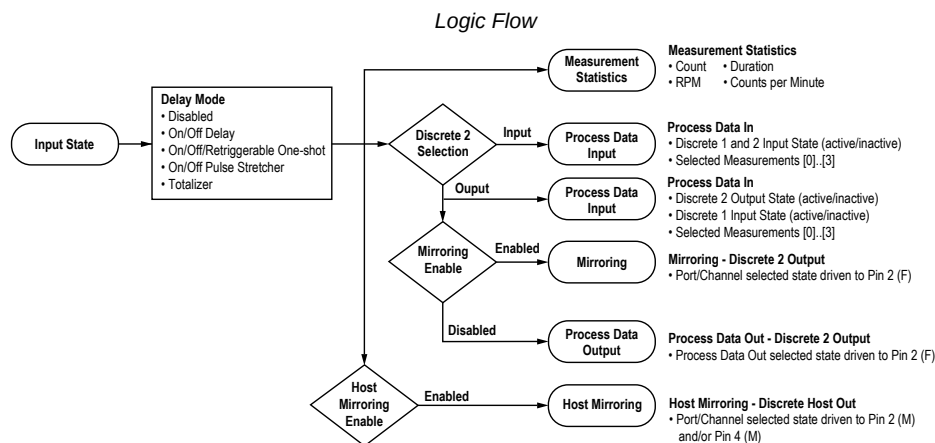 Logic Flow
Measurement
Statistics
Measurement Statistics
• Count • Duration
• RPM • Counts per Minute
Delay Mode
• Disabled
• On/Off Delay
• On/Off/Retriggerable One-shot
• On/Off Pulse Stretcher
• Totalizer
Input State
Discrete 2
Selection
Input
Process Data
Input
Process Data In
• Discrete 1 and 2 Input State (active/inactive)
• Selected Measurements [0]..[3]
Ouput
Process Data
Input
Process Data In
• Discrete 2 Output State (active/inactive)
• Discrete 1 Input State (active/inactive)
• Selected Measurements [0]..[3]
Mirroring
Enable
Enabled
Mirroring
Mirroring - Discrete 2 Output
• Port/Channel selected state driven to Pin 2 (F)
Disabled
Process Data
Output
Process Data Out - Discrete 2 Output
• Process Data Out selected state driven to Pin 2 (F)
Host
Mirroring
Enable
Enabled
Host Mirroring
Host Mirroring - Discrete Host Out
• Port/Channel selected state driven to Pin 2 (M)
and/or Pin 4 (M)